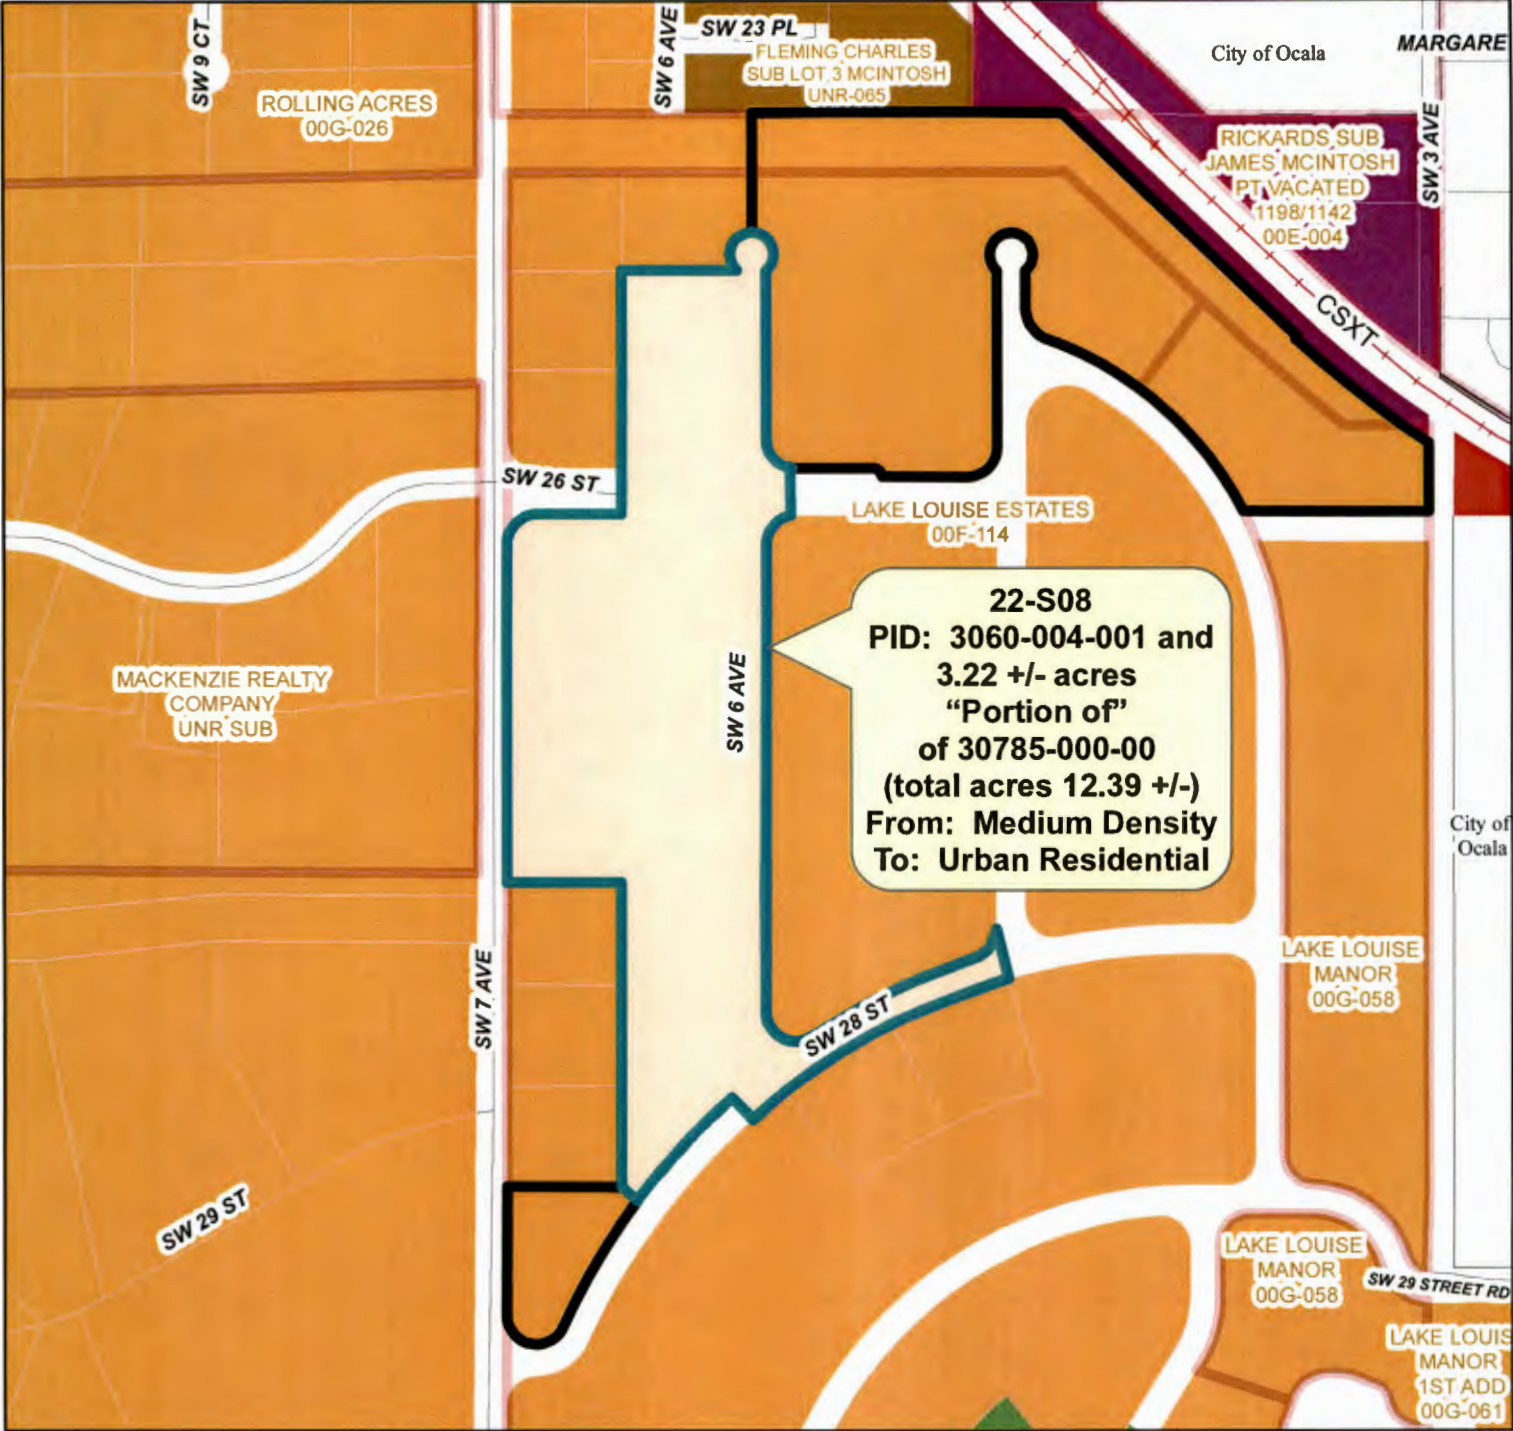 SW 9 CT
SW 6 AVE
SW 23 PL
FLEMING CHARLES
SUB LOT 3 MCINTOSH
UNR-065
City of Ocala
MARGARE
ROLLING ACRES
00G-026
RICKARDS SUB
JAMES MCINTOSH
PT VACATED
1198/1142
00E-004
SW 3 AVE
CSXT
SW 26 ST
LAKE LOUISE ESTATES
00F-114
22-S08
PID: 3060-004-001 and
3.22 +/- acres
“Portion of”
of 30785-000-00
(total acres 12.39 +/-)
From: Medium Density
To: Urban Residential
MACKENZIE REALTY
COMPANY
UNR SUB
SW 6 AVE
City of
Ocala
SW 7 AVE
LAKE LOUISE
MANOR
00G-058
SW 28 ST
SW 29 ST
LAKE LOUISE
MANOR
00G-058
SW 29 STREET RD
LAKE LOUIS
MANOR
1ST ADD
00G-061